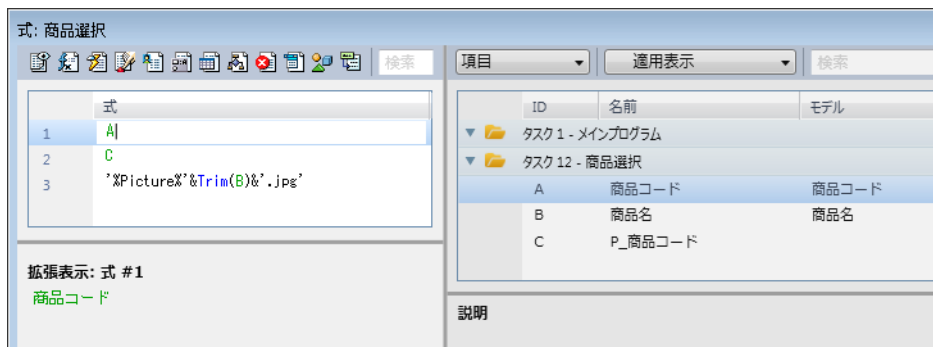 式: 商品選択
検索
項目
適用表示
検索
式
1 A
2 C
3 '%Picture%'&Trim(B)&'.jpg'
拡張表示: 式 #1
商品コード
ID 名前 モデル
タスク 1 - メインプログラム
タスク 12 - 商品選択
A 商品コード 商品コード
B 商品名 商品名
C P_商品コード
説明